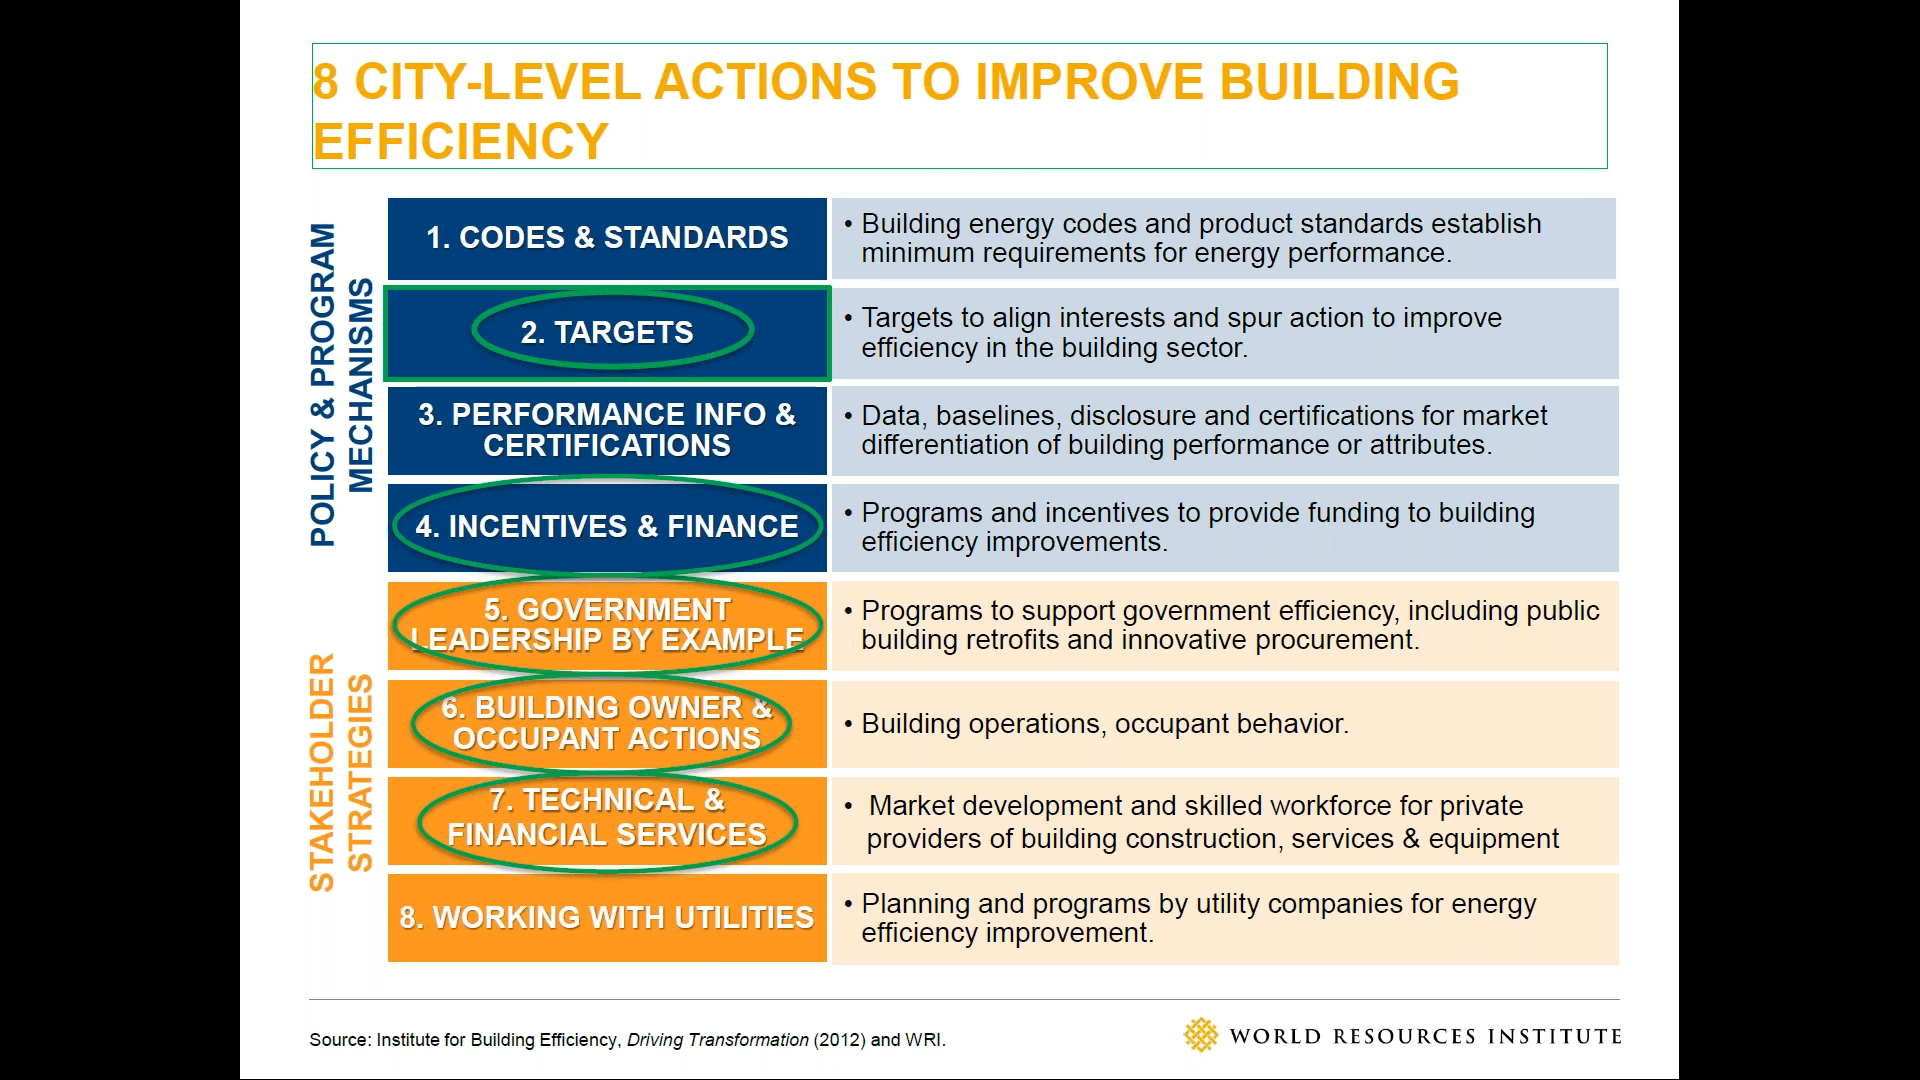 8 CITY-LEVEL ACTIONS TO IMPROVE BUILDING
EFFICIENCY
POLICY & PROGRAM
MECHANISMS
1. CODES & STANDARDS
• Building energy codes and product standards establish
minimum requirements for energy performance.
2. TARGETS
• Targets to align interests and spur action to improve
efficiency in the building sector.
3. PERFORMANCE INFO &
CERTIFICATIONS
• Data, baselines, disclosure and certifications for market
differentiation of building performance or attributes.
4. INCENTIVES & FINANCE
• Programs and incentives to provide funding to building
efficiency improvements.
STAKEHOLDER
STRATEGIES
5. GOVERNMENT
LEADERSHIP BY EXAMPLE
• Programs to support government efficiency, including public
building retrofits and innovative procurement.
6. BUILDING OWNER &
OCCUPANT ACTIONS
• Building operations, occupant behavior.
7. TECHNICAL &
FINANCIAL SERVICES
• Market development and skilled workforce for private
providers of building construction, services & equipment
8. WORKING WITH UTILITIES
• Planning and programs by utility companies for energy
efficiency improvement.
Source: Institute for Building Efficiency, Driving Transformation (2012) and WRI.
WORLD RESOURCES INSTITUTE